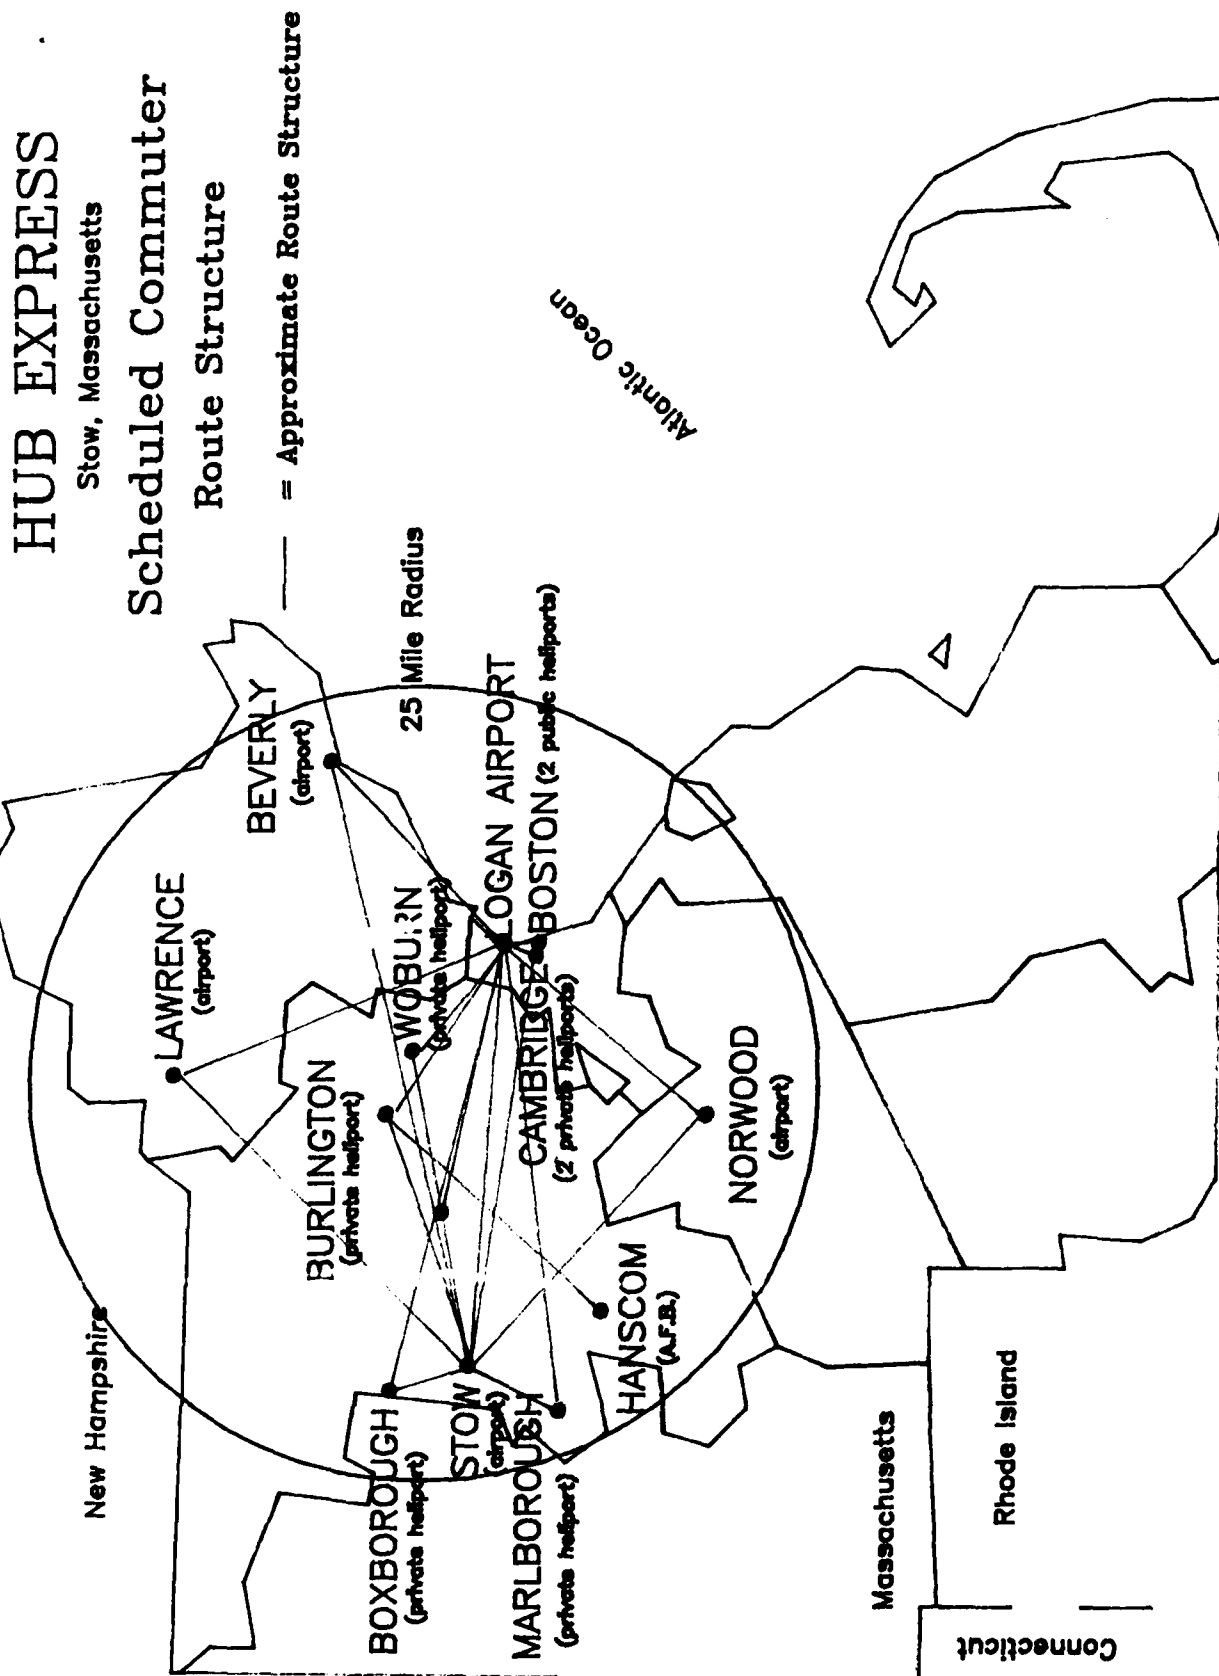 HUB EXPRESS
Stow, Massachusetts
Scheduled Commuter
Route Structure
= Approximate Route Structure
New Hampshire
LAWRENCE
(airport)
BEVERLY
(airport)
25 Mile Radius
Atlantic Ocean
BURLINGTON
(private heliport)
WOBURN
(private heliport)
LOGAN AIRPORT
BOSTON (2 public heliports)
CAMBRIDGE
(2 private heliports)
BOXBOROUGH
(private heliport)
STOW
(airport)
MARLBOROUGH
(private heliport)
HANSCOM
(A.F.B.)
NORWOOD
(airport)
Massachusetts
Rhode Island
Connecticut